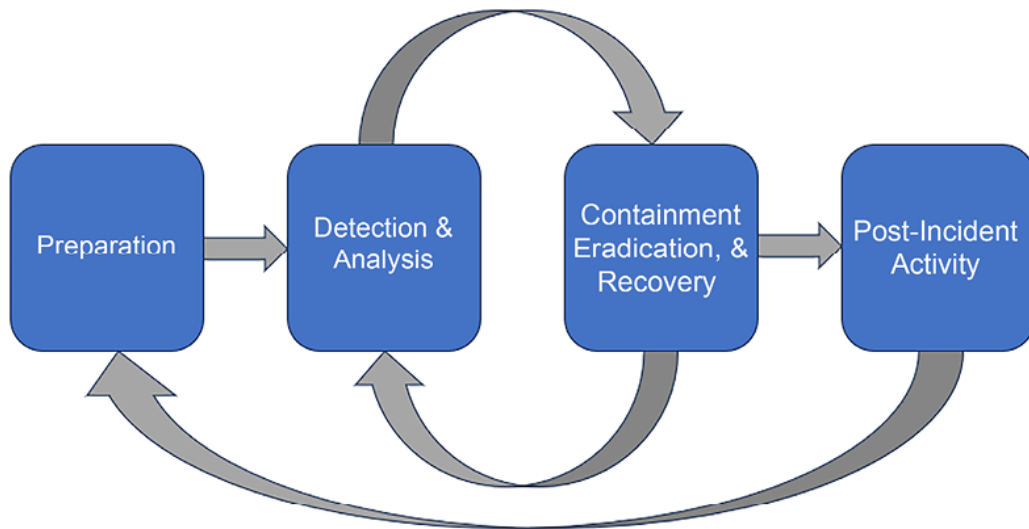 Preparation
Detection &
Analysis
Containment
Eradication, &
Recovery
Post-Incident
Activity